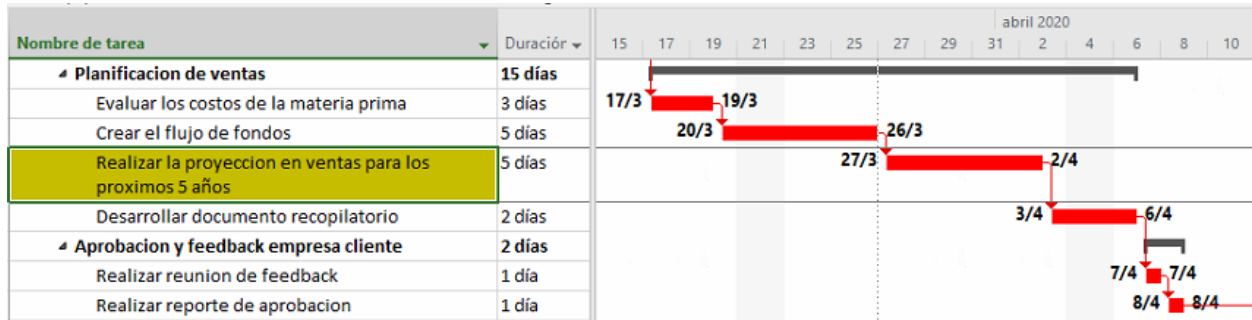 abril 2020
Nombre de tarea Duración 15 17 19 21 23 25 27 29 31 2 4 6 8 10
Planificacion de ventas 15 días
Evaluar los costos de la materia prima 3 días 17/3 19/3
Crear el flujo de fondos 5 días 20/3 26/3
Realizar la proyeccion en ventas para los 5 días 27/3 2/4
proximos 5 años
Desarrollar documento recopilatorio 2 días 3/4 6/4
Aprobacion y feedback empresa cliente 2 días
Realizar reunion de feedback 1 día 7/4 7/4
Realizar reporte de aprobacion 1 día 8/4 8/4